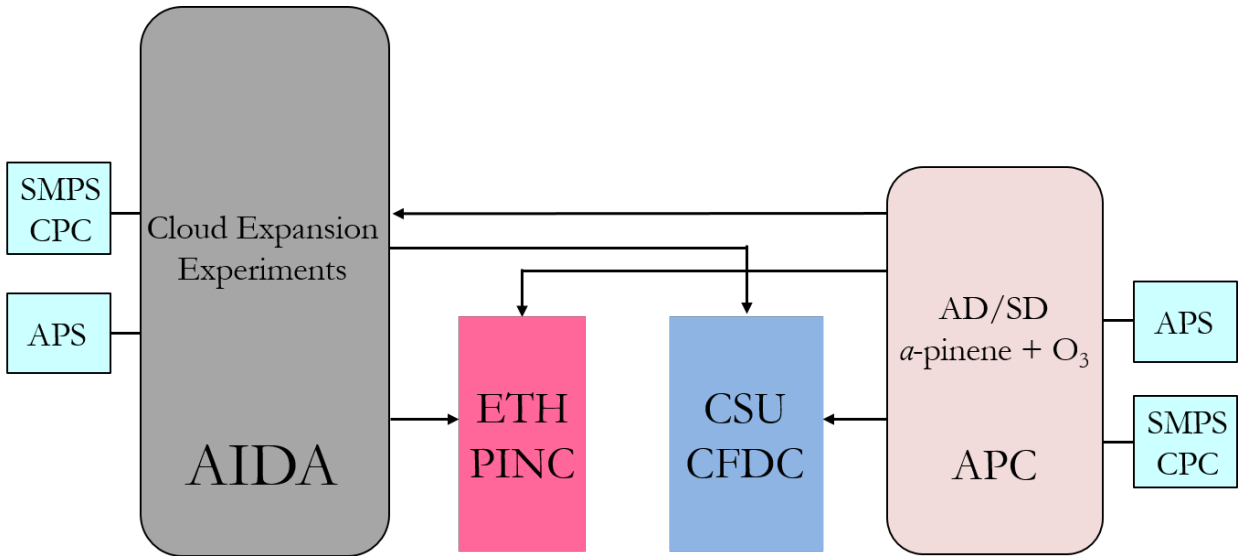 SMPS
CPC
APS
Cloud Expansion
Experiments
AIDA
ETH
PINC
CSU
CFDC
AD/SD
a-pinene + O₃
APC
APS
SMPS
CPC